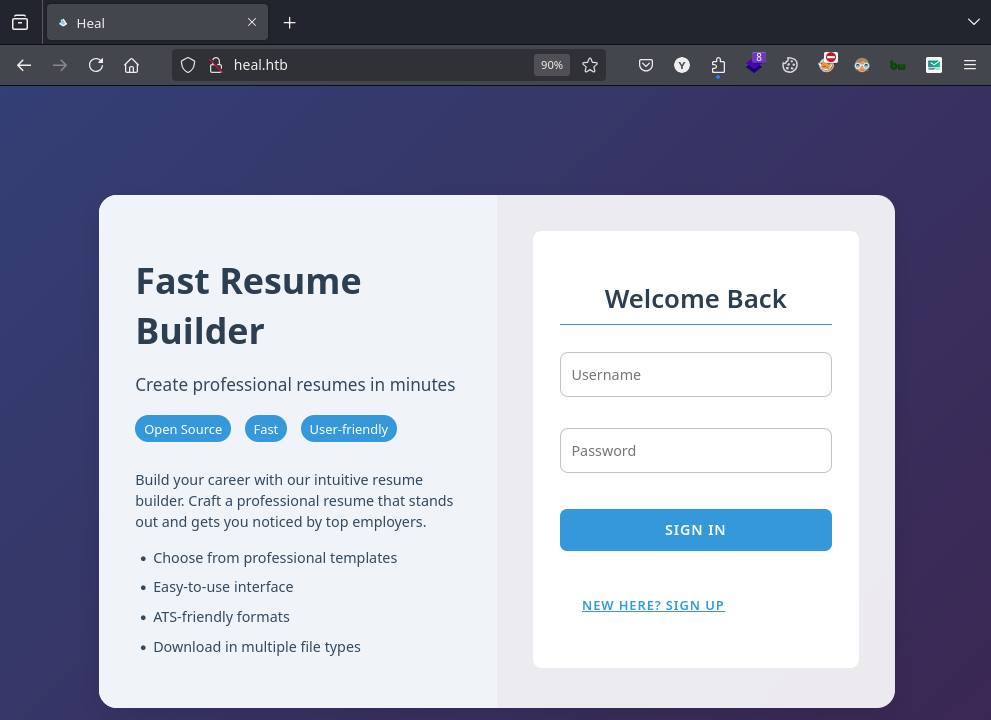 Heal
heal.htb
90%
8
Y
bw
Fast Resume
Builder
Create professional resumes in minutes
Open Source
Fast
User-friendly
Build your career with our intuitive resume
builder. Craft a professional resume that stands
out and gets you noticed by top employers.
• Choose from professional templates
• Easy-to-use interface
• ATS-friendly formats
• Download in multiple file types
Welcome Back
Username
Password
SIGN IN
NEW HERE? SIGN UP